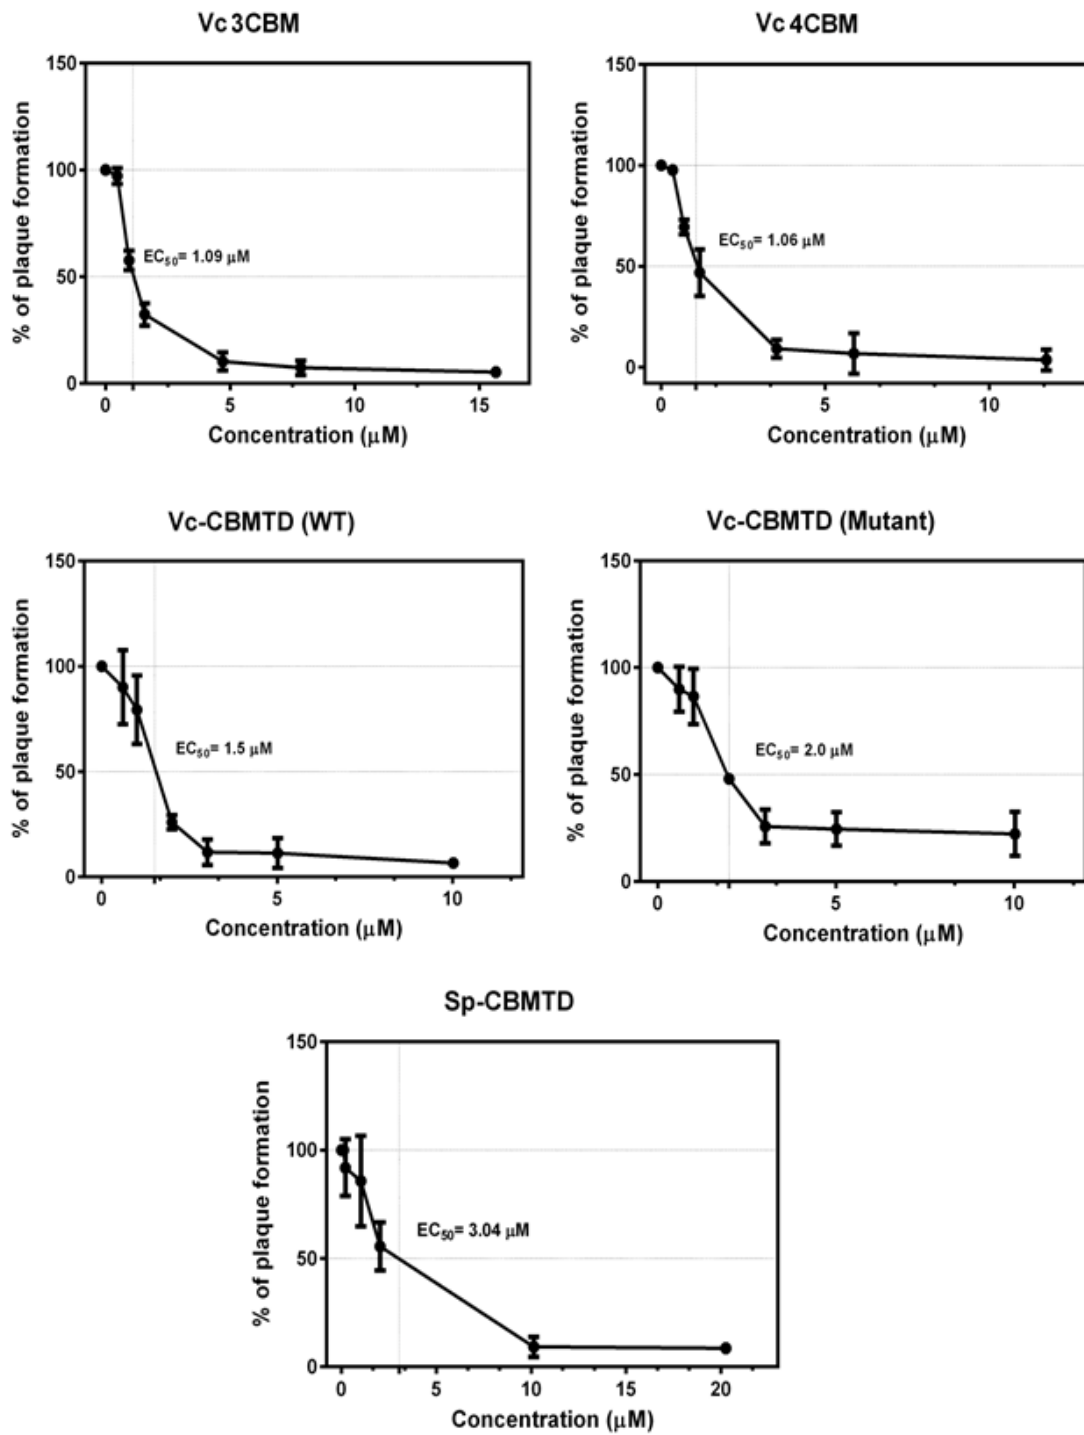 Vc 3CBM
% of plaque formation
150
100
50
0
EC50= 1.09 μM
0 5 10 15
Concentration (μM)
Vc 4CBM
% of plaque formation
150
100
50
0
EC50= 1.06 μM
0 5 10
Concentration (μM)
Vc-CBMTD (WT)
% of plaque formation
150
100
50
0
EC50= 1.5 μM
0 5 10
Concentration (μM)
Vc-CBMTD (Mutant)
% of plaque formation
150
100
50
0
EC50= 2.0 μM
0 5 10
Concentration (μM)
Sp-CBMTD
% of plaque formation
150
100
50
0
EC50= 3.04 μM
0 5 10 15 20
Concentration (μM)